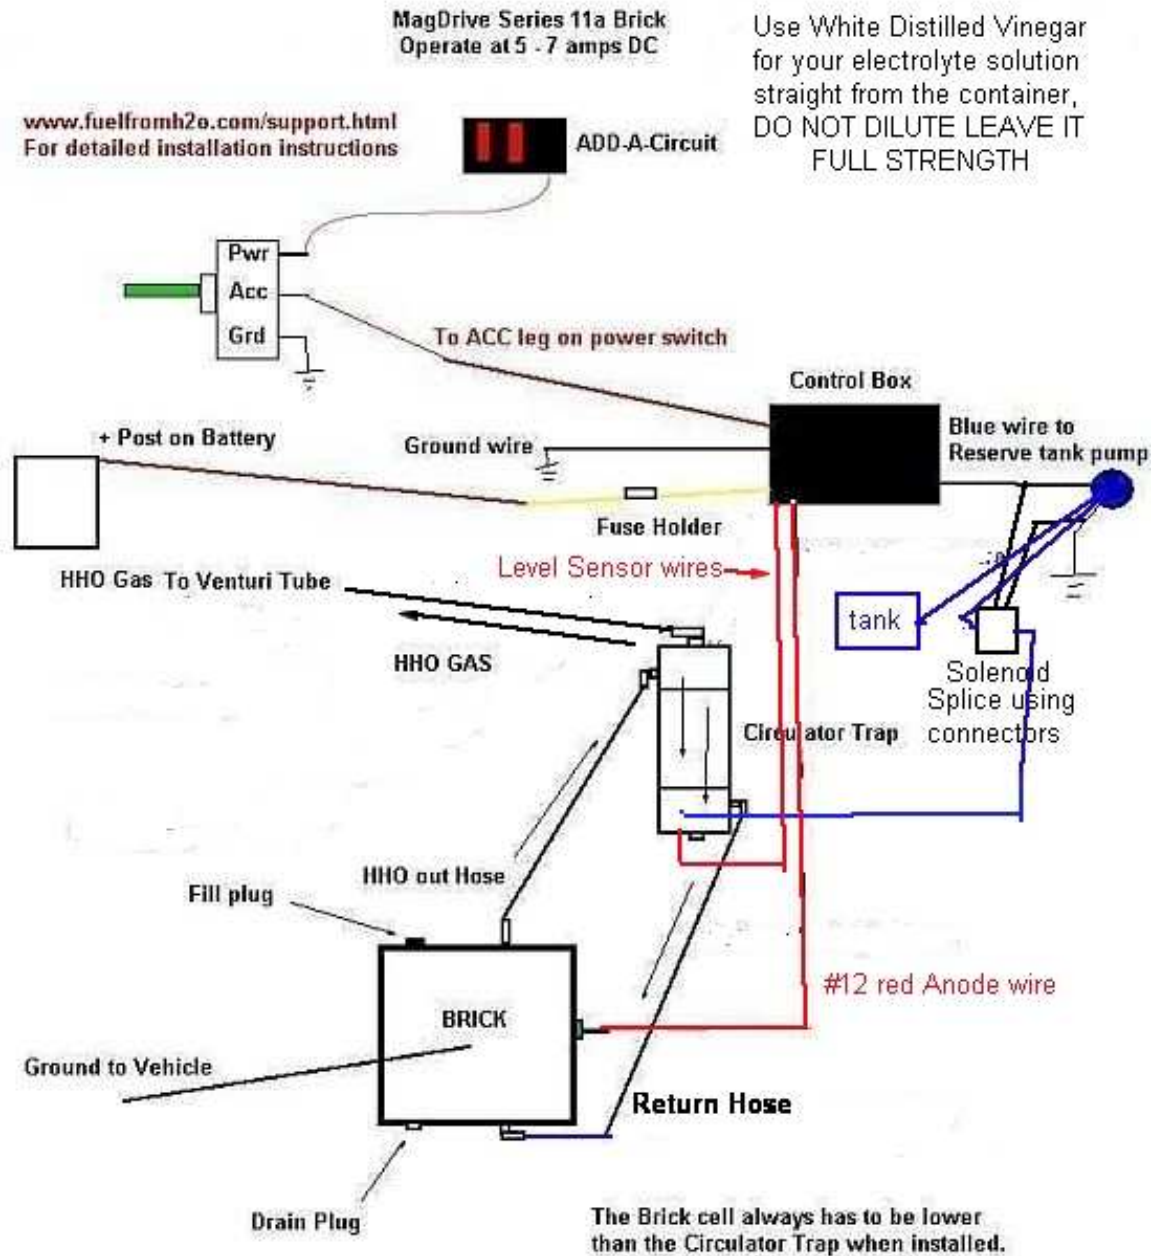 MagDrive Series 11a Brick
Operate at 5 - 7 amps DC
Use White Distilled Vinegar
for your electrolyte solution
straight from the container,
DO NOT DILUTE LEAVE IT
FULL STRENGTH
www.fuelfromh2o.com/support.html
For detailed installation instructions
ADD-A-Circuit
Pwr
Acc
Grd
To ACC leg on power switch
Control Box
+ Post on Battery
Ground wire
Blue wire to
Reserve tank pump
Fuse Holder
Level Sensor wires
HHO Gas To Venturi Tube
tank
HHO GAS
Solenoid
Splice using
connectors
Circulator Trap
HHO out Hose
Fill plug
#12 red Anode wire
BRICK
Ground to Vehicle
Return Hose
Drain Plug
The Brick cell always has to be lower
than the Circulator Trap when installed.